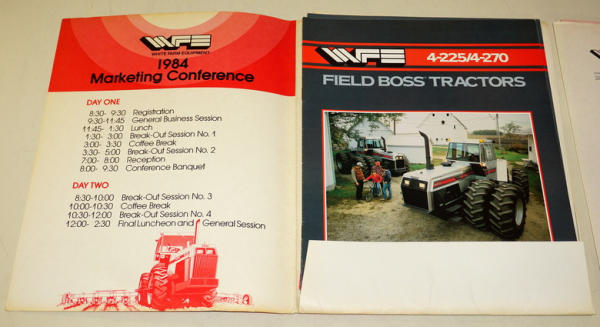 WFE
WHITE FARM EQUIPMENT
1984
Marketing Conference
DAY ONE
8:30- 9:30 Registration
9:30-11:45 General Business Session
11:45- 1:30 Lunch
1:30- 3:00 Break-Out Session No. 1
3:00- 3:30 Coffee Break
3:30- 5:00 Break-Out Session No. 2
7:00- 8:00 Reception
8:00- 9:30 Conference Banquet
DAY TWO
8:30-10:00 Break-Out Session No. 3
10:00-10:30 Coffee Break
10:30-12:00 Break-Out Session No. 4
12:00- 2:30 Final Luncheon and General Session
WFE
4-225/4-270
FIELD BOSS TRACTORS